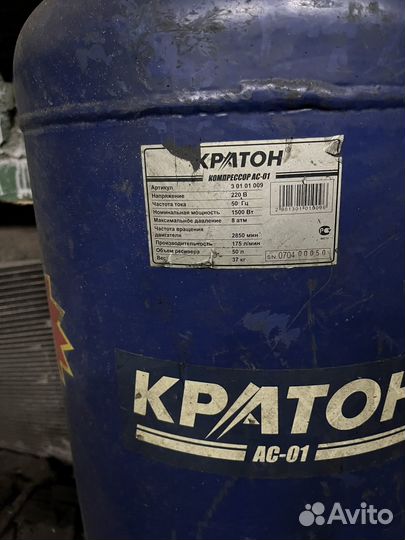 КРАТОН
КОМПРЕССОР АС-01
Артикул 3 01 01 009
Напряжение 220 В
Частота тока 50 Гц
Номинальная мощность 1500 Вт
Максимальное давление 8 атм
Частота вращения
двигателя 2850 мин
Производительность 175 л/мин
Объем ресивера 50 л
Вес 37 кг
S/N 0704 00050
КРАТОН
АС-01
Avito